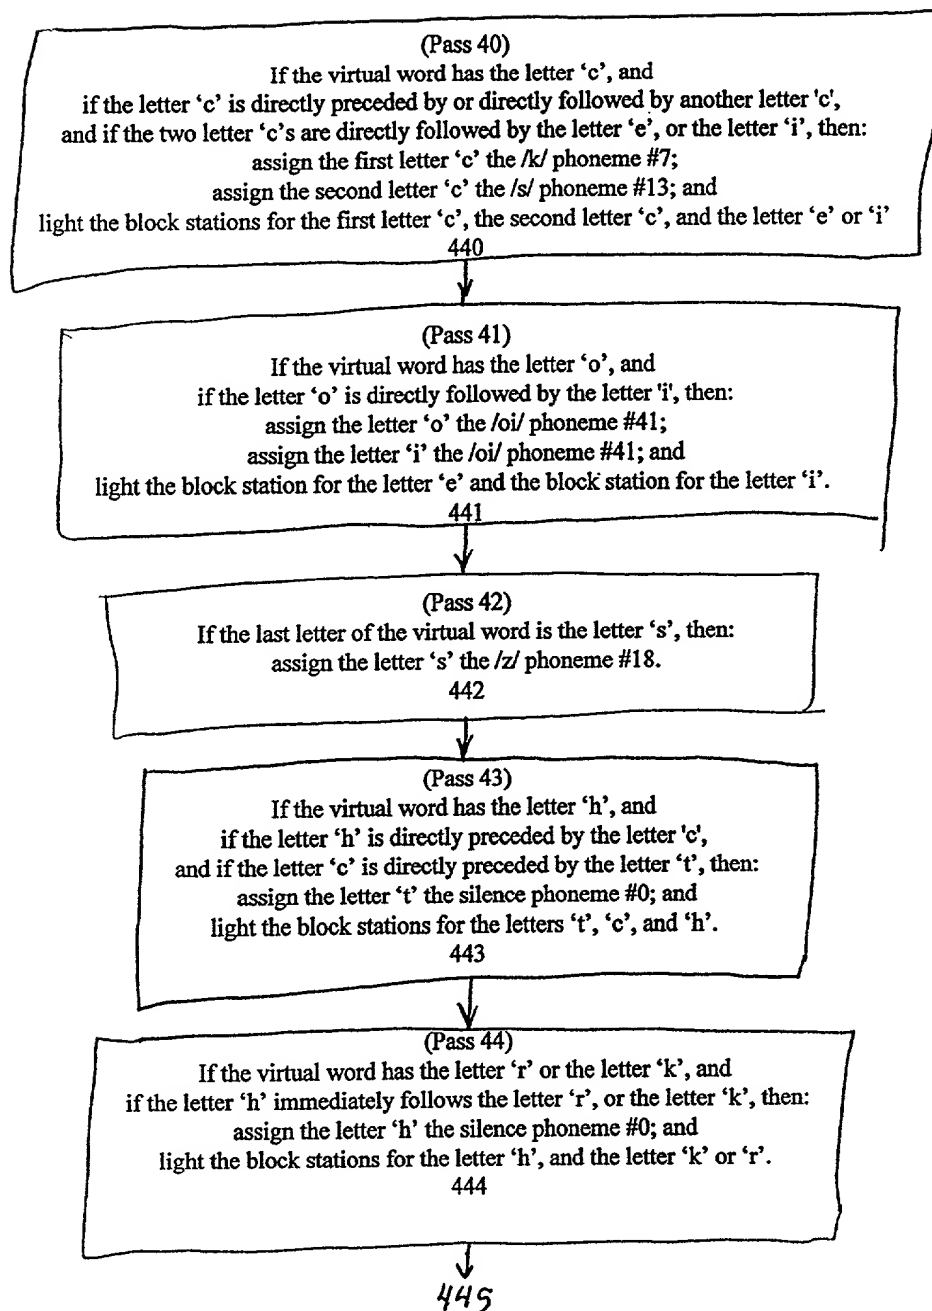 (Pass 40)
If the virtual word has the letter ‘c’, and
if the letter ‘c’ is directly preceded by or directly followed by another letter 'c',
and if the two letter ‘c’s are directly followed by the letter ‘e’, or the letter ‘i’, then:
assign the first letter ‘c’ the /k/ phoneme #7;
assign the second letter ‘c’ the /s/ phoneme #13; and
light the block stations for the first letter ‘c’, the second letter ‘c’, and the letter ‘e’ or ‘i’
440
(Pass 41)
If the virtual word has the letter ‘o’, and
if the letter ‘o’ is directly followed by the letter 'i', then:
assign the letter ‘o’ the /oi/ phoneme #41;
assign the letter ‘i’ the /oi/ phoneme #41; and
light the block station for the letter ‘e’ and the block station for the letter ‘i’.
441
(Pass 42)
If the last letter of the virtual word is the letter ‘s’, then:
assign the letter ‘s’ the /z/ phoneme #18.
442
(Pass 43)
If the virtual word has the letter ‘h’, and
if the letter ‘h’ is directly preceded by the letter 'c',
and if the letter ‘c’ is directly preceded by the letter ‘t’, then:
assign the letter ‘t’ the silence phoneme #0; and
light the block stations for the letters ‘t’, ‘c’, and ‘h’.
443
(Pass 44)
If the virtual word has the letter ‘r’ or the letter ‘k’, and
if the letter ‘h’ immediately follows the letter ‘r’, or the letter ‘k’, then:
assign the letter ‘h’ the silence phoneme #0; and
light the block stations for the letter ‘h’, and the letter ‘k’ or ‘r’.
444
445